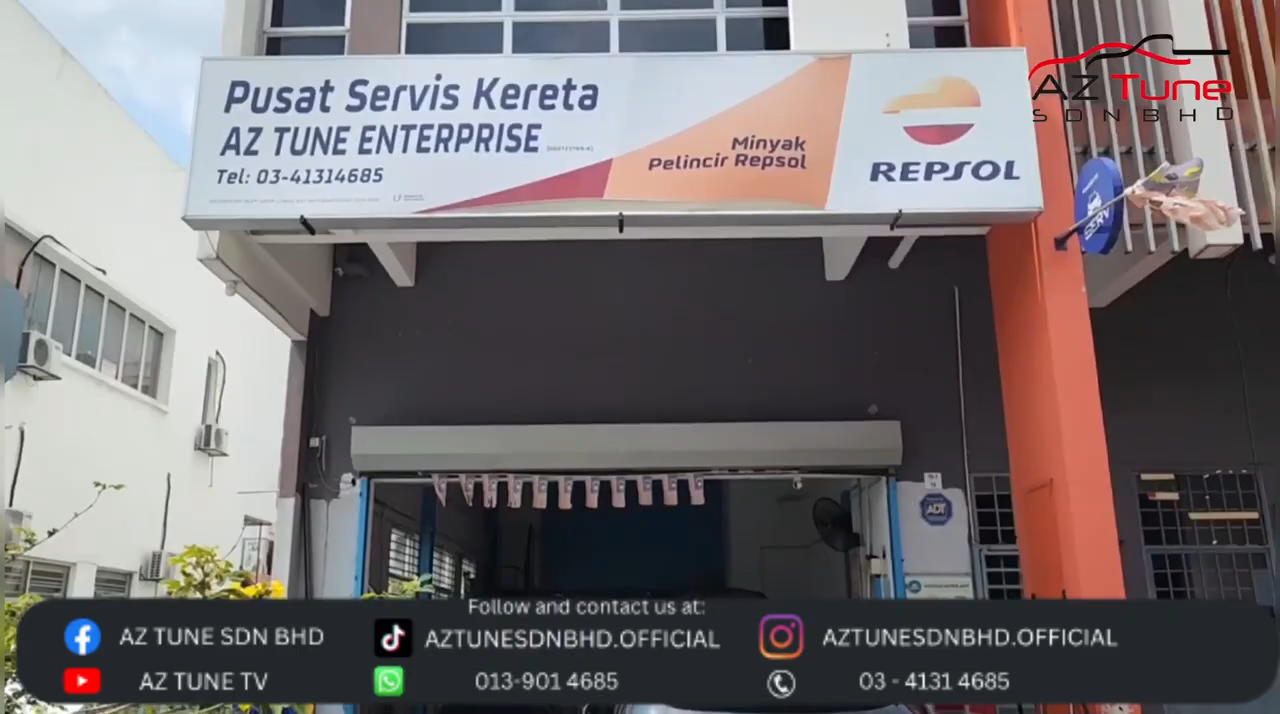 Pusat Servis Kereta
AZ TUNE ENTERPRISE
Tel: 03-41314685
Minyak
Pelincir Repsol
REPSOL
AZ Tune
SDNBHD
SERV
ADT
Follow and contact us at:
AZ TUNE SDN BHD
AZTUNESDNBHD.OFFICIAL
AZTUNESDNBHD.OFFICIAL
AZ TUNE TV
013-901 4685
03 - 4131 4685